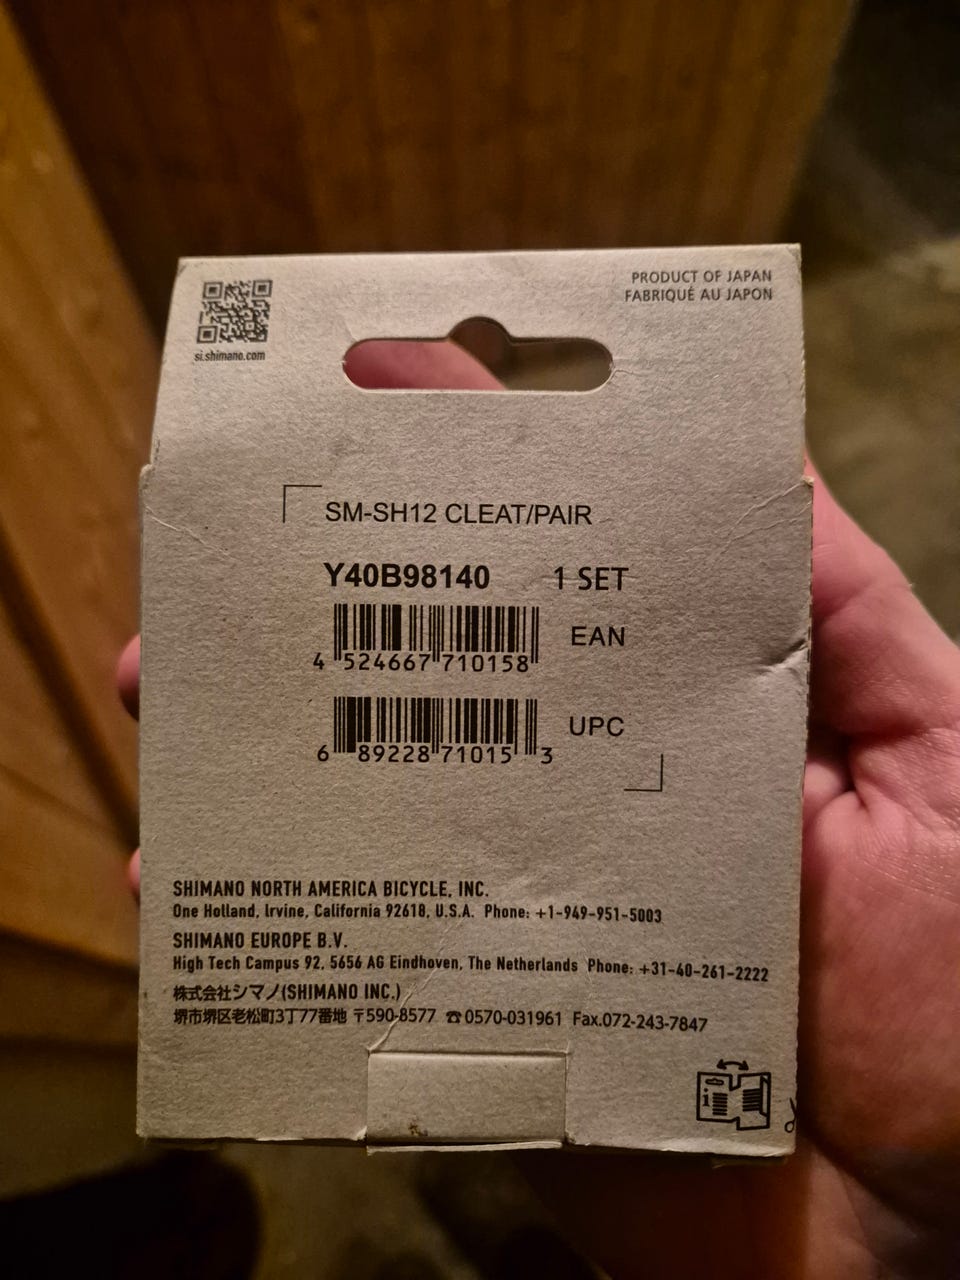 PRODUCT OF JAPAN
FABRIQUÉ AU JAPON
si.shimano.com
SM-SH12 CLEAT/PAIR
Y40B98140 1 SET
EAN
4 524667 710158
UPC
6 89228 71015 3
SHIMANO NORTH AMERICA BICYCLE, INC.
One Holland, Irvine, California 92618, U.S.A. Phone: +1-949-951-5003
SHIMANO EUROPE B.V.
High Tech Campus 92, 5656 AG Eindhoven, The Netherlands Phone: +31-40-261-2222
株式会社シマノ(SHIMANO INC.)
堺市堺区老松町3丁77番地 〒590-8577 ☎0570-031961 Fax.072-243-7847
i